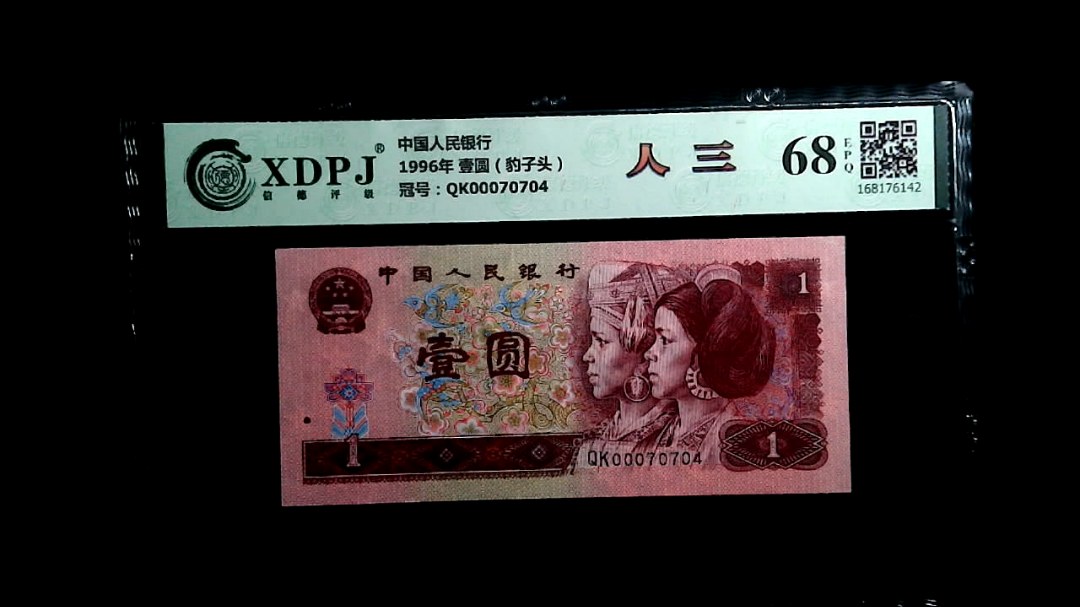 XDPJ®
信德评级
中国人民银行
1996年 壹圆（豹子头）
冠号：QK00070704
人三
68
EPQ
168176142
中国人民银行
1
壹圆
1
QK00070704
1